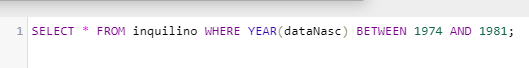 1 SELECT * FROM inquilino WHERE YEAR(dataNasc) BETWEEN 1974 AND 1981;